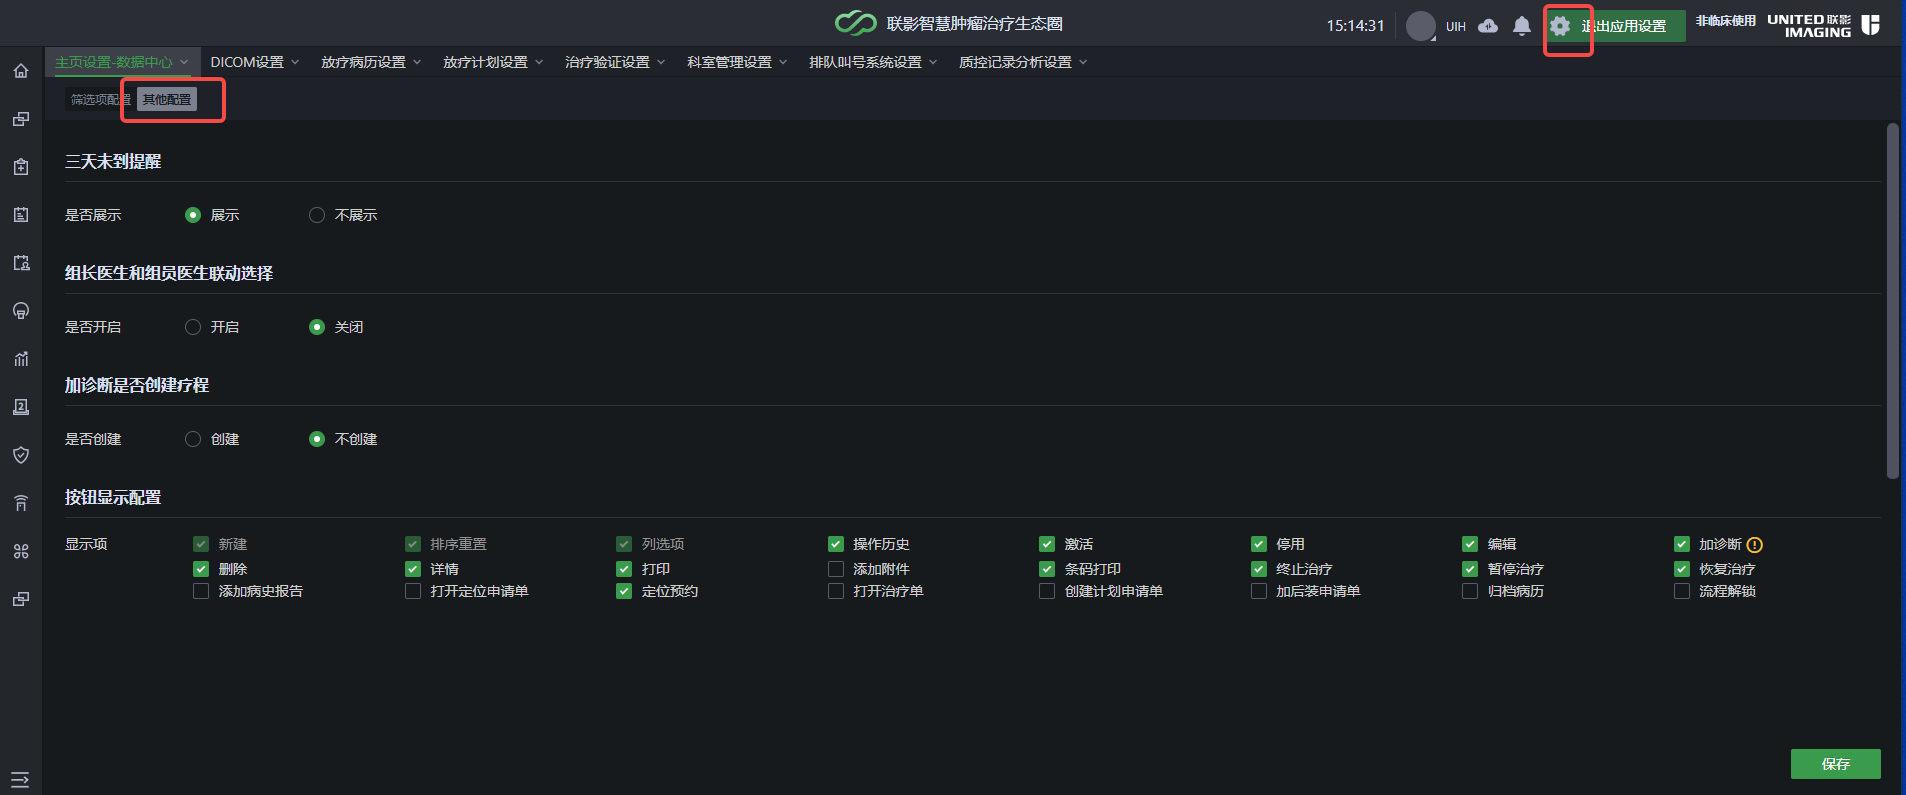 联影智慧肿瘤治疗生态圈
15:14:31
UIH
退出应用设置
非临床使用
UNITED 联影
IMAGING
主页设置-数据中心
DICOM设置
放疗病历设置
放疗计划设置
治疗验证设置
科室管理设置
排队叫号系统设置
质控记录分析设置
筛选项配置
其他配置
三天未到提醒
是否展示 展示 不展示
组长医生和组员医生联动选择
是否开启 开启 关闭
加诊断是否创建疗程
是否创建 创建 不创建
按钮显示配置
显示项 新建 排序重置 列选项 操作历史 激活 停用 编辑 加诊断
删除 详情 打印 添加附件 条码打印 终止治疗 暂停治疗 恢复治疗
添加病史报告 打开定位申请单 定位预约 打开治疗单 创建计划申请单 加后装申请单 归档病历 流程解锁
保存